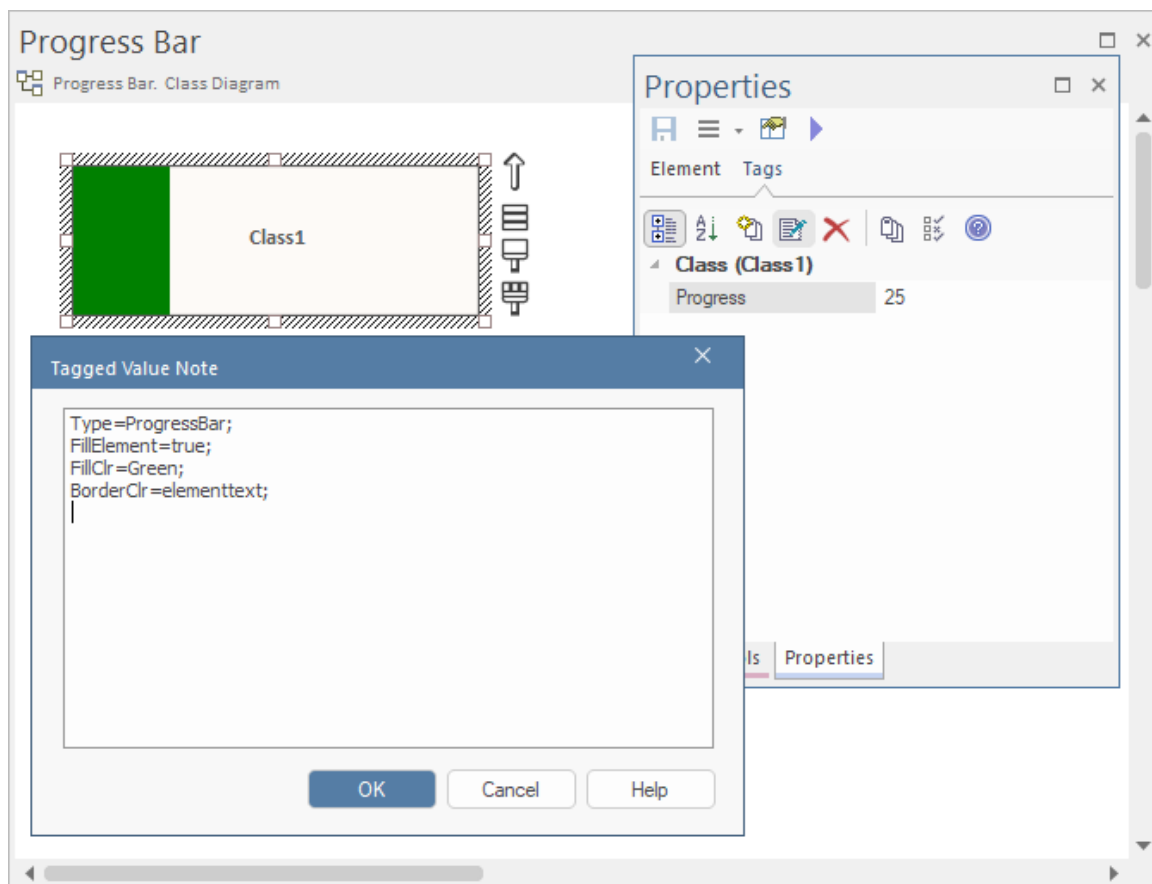 Progress Bar
Progress Bar. Class Diagram
Class1
Properties
Element Tags
Class (Class1)
Progress 25
ls Properties
Tagged Value Note
Type=ProgressBar;
FillElement=true;
FillClr=Green;
BorderClr=elementtext;
OK Cancel Help